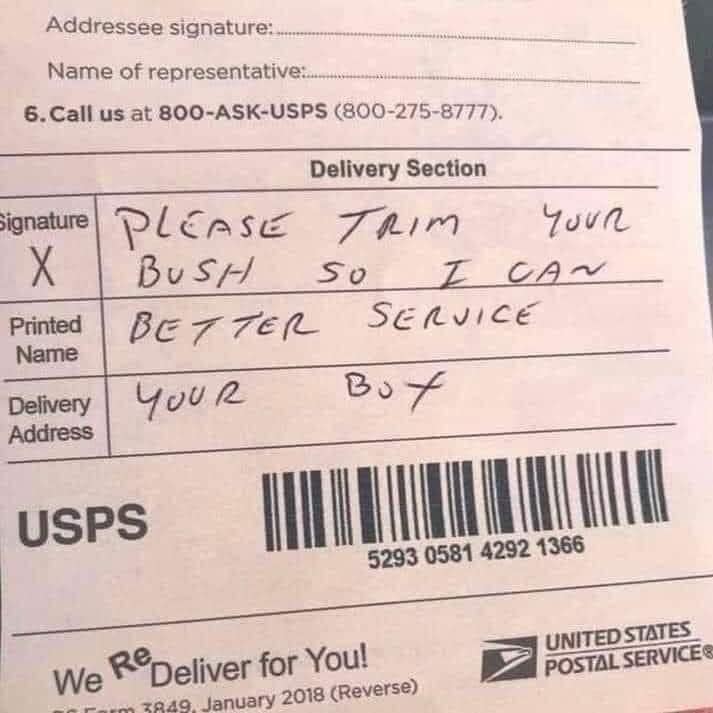 Addressee signature:
Name of representative:
6. Call us at 800-ASK-USPS (800-275-8777).
Delivery Section
Signature
X
PLEASE TRIM YOUR
BUSH SO I CAN
Printed
Name
BETTER SERVICE
Delivery
Address
YOUR BOX
USPS
5293 0581 4292 1366
We ReDeliver for You!
UNITED STATES
POSTAL SERVICE®
PS Form 3849, January 2018 (Reverse)